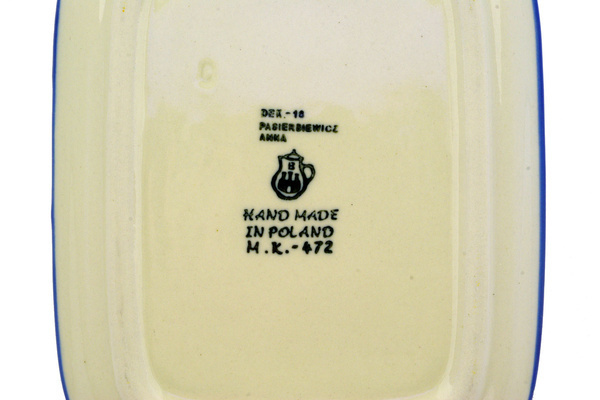 DEK.-18
PASIERBIEWICZ
ANNA
B
HAND MADE
IN POLAND
M.K.-472